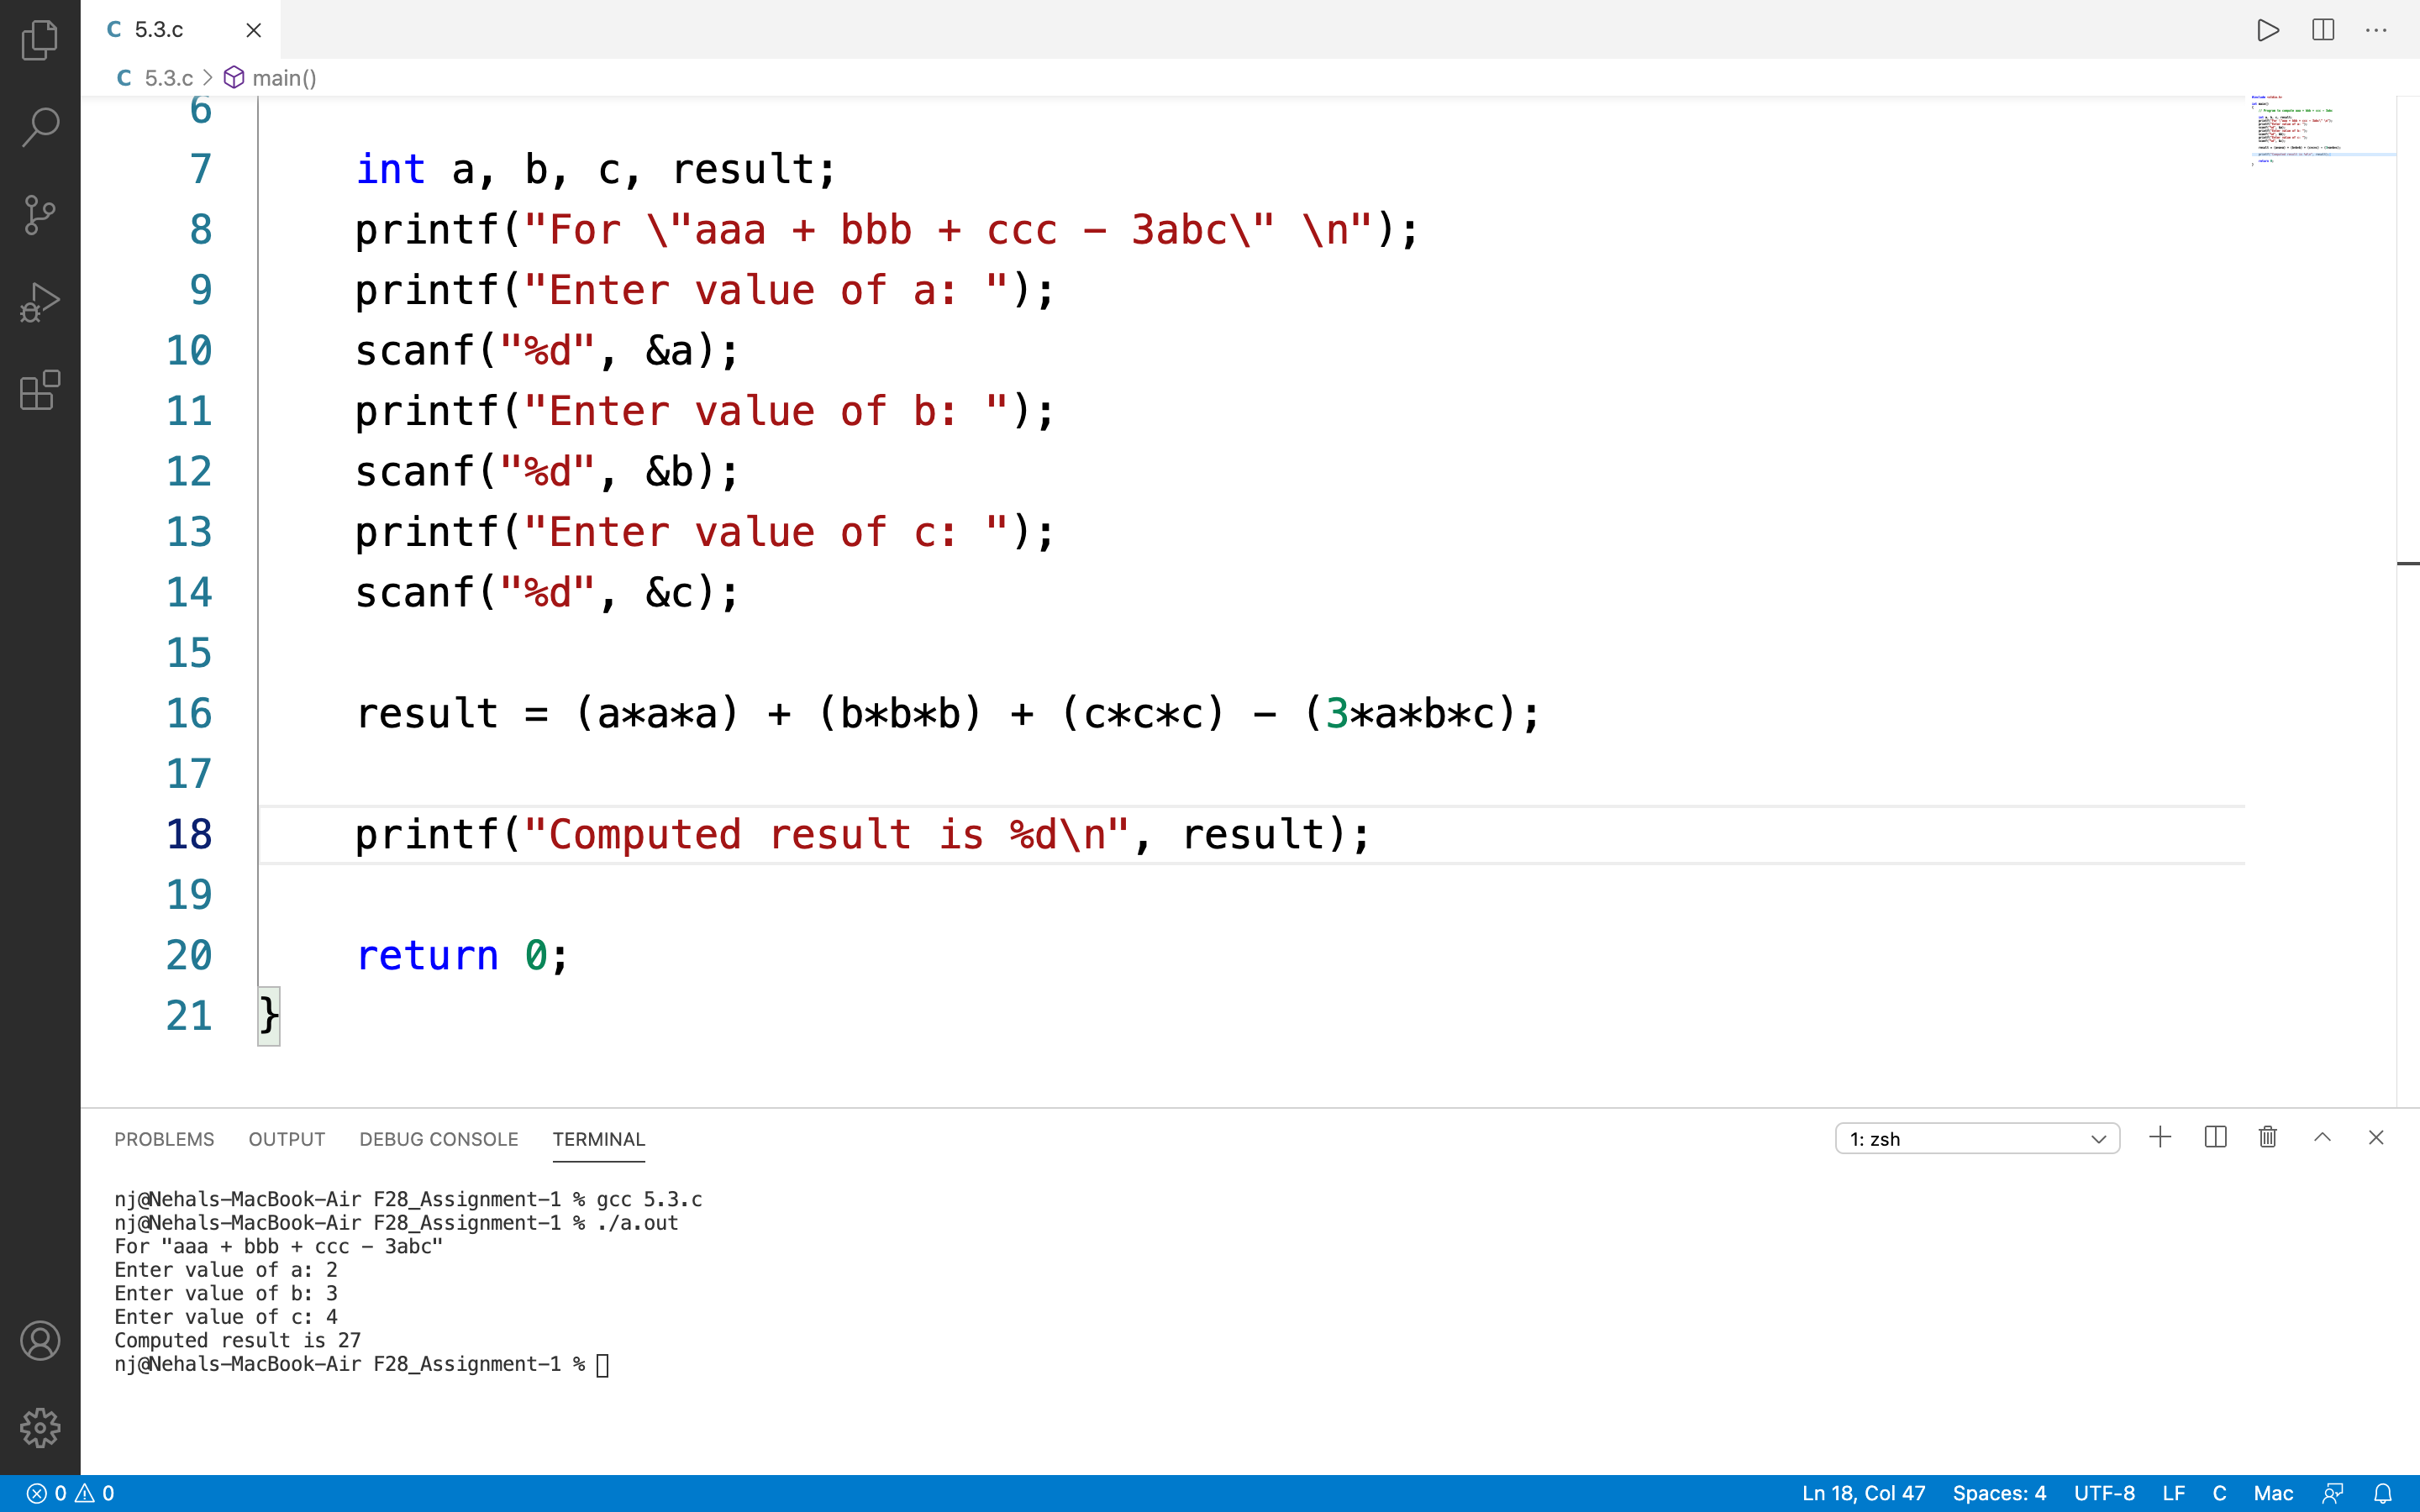 C 5.3.c
C 5.3.c > main()
6
7 int a, b, c, result;
8 printf("For \"aaa + bbb + ccc - 3abc\" \n");
9 printf("Enter value of a: ");
10 scanf("%d", &a);
11 printf("Enter value of b: ");
12 scanf("%d", &b);
13 printf("Enter value of c: ");
14 scanf("%d", &c);
15
16 result = (a*a*a) + (b*b*b) + (c*c*c) - (3*a*b*c);
17
18 printf("Computed result is %d\n", result);
19
20 return 0;
21 }
PROBLEMS OUTPUT DEBUG CONSOLE TERMINAL 1: zsh
nj@Nehals-MacBook-Air F28_Assignment-1 % gcc 5.3.c
nj@Nehals-MacBook-Air F28_Assignment-1 % ./a.out
For "aaa + bbb + ccc - 3abc"
Enter value of a: 2
Enter value of b: 3
Enter value of c: 4
Computed result is 27
nj@Nehals-MacBook-Air F28_Assignment-1 %
0 0 Ln 18, Col 47 Spaces: 4 UTF-8 LF C Mac